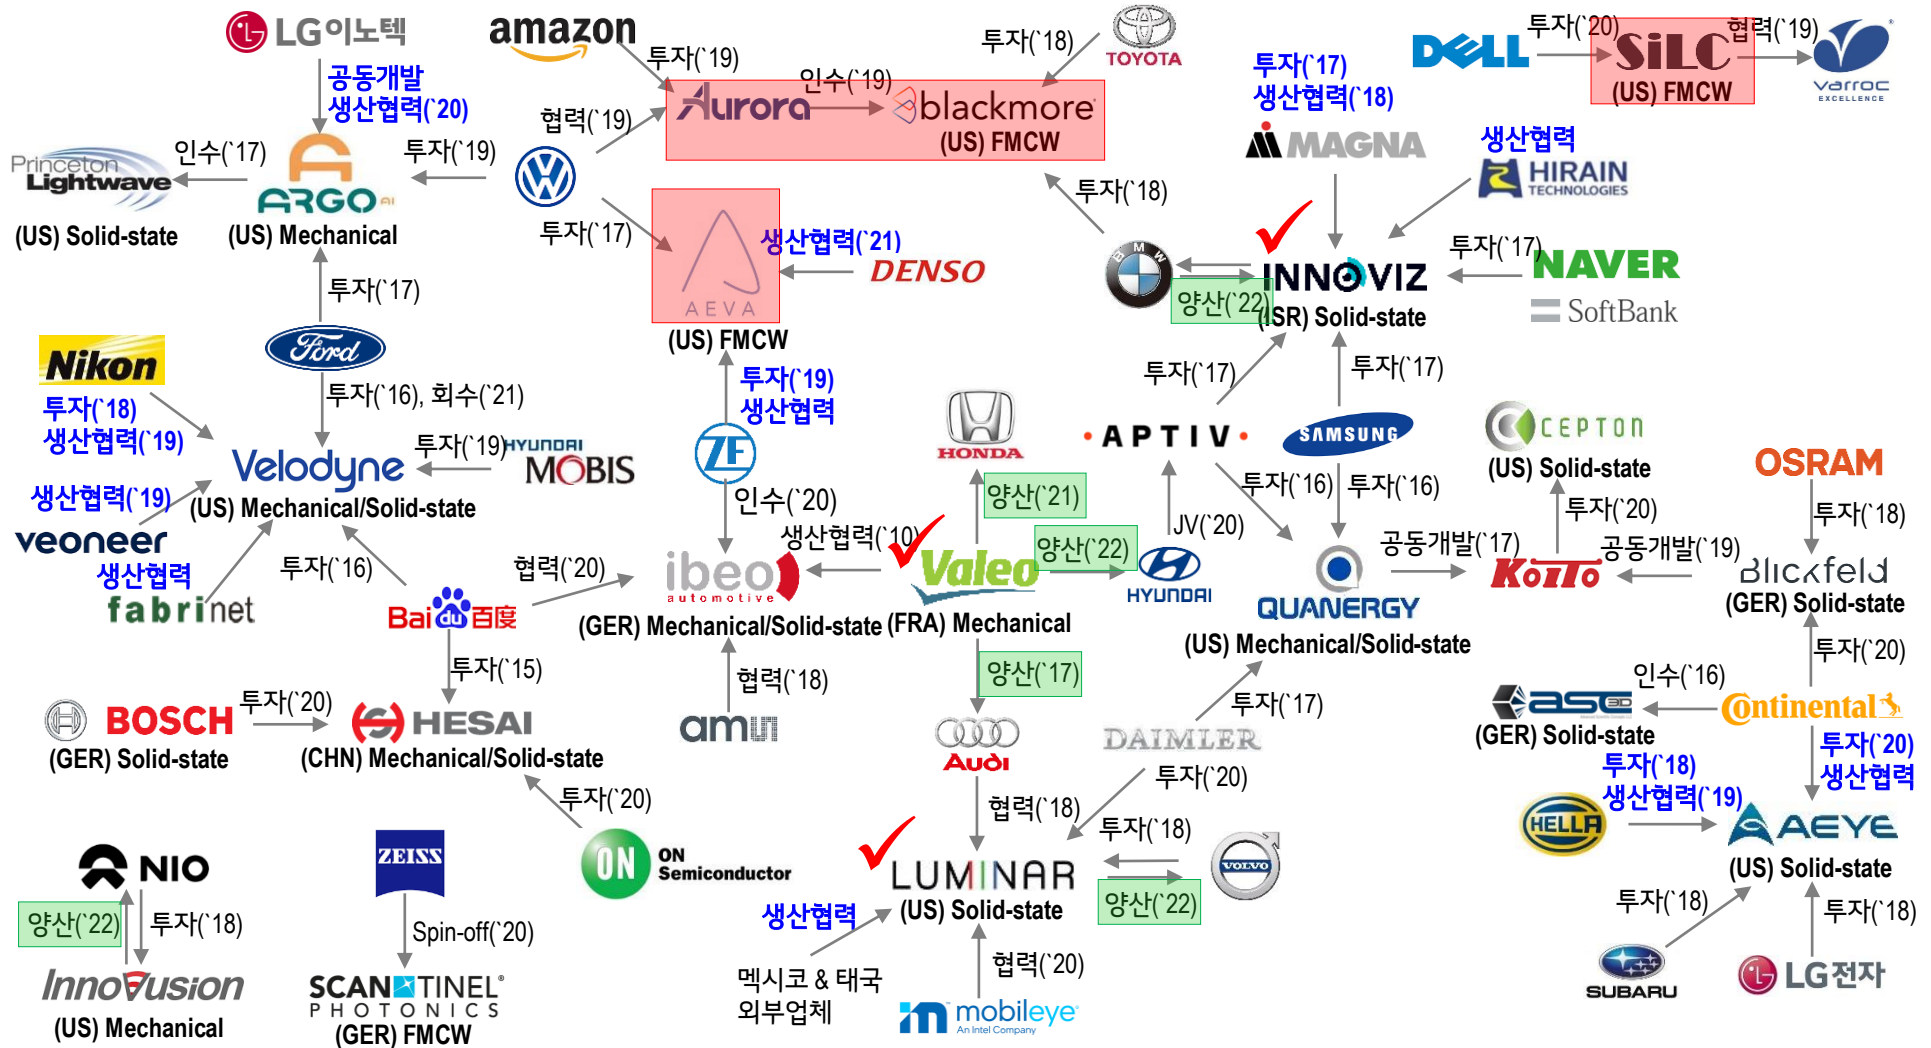 LG이노텍
공동개발
생산협력(`20)
amazon
투자(`19)
인수(`19)
투자(`18)
TOYOTA
Aurora
blackmore
(US) FMCW
협력(`19)
투자(`17)
생산협력(`18)
MAGNA
DELL
투자(`20)
SiLC
(US) FMCW
협력(`19)
varroc
EXCELLENCE
생산협력
HIRAIN
TECHNOLOGIES
Princeton
Lightwave
(US) Solid-state
인수(`17)
ARGO AI
(US) Mechanical
투자(`19)
투자(`17)
AEVA
(US) FMCW
생산협력(`21)
DENSO
투자(`18)
BMW
양산(`22)
INNOVIZ
(ISR) Solid-state
투자(`17)
NAVER
SoftBank
투자(`17)
Ford
투자(`16), 회수(`21)
Nikon
투자(`18)
생산협력(`19)
Velodyne
(US) Mechanical/Solid-state
투자(`19)
HYUNDAI
MOBIS
생산협력(`19)
veoneer
생산협력
fabrinet
투자(`16)
투자(`19)
생산협력
ZF
인수(`20)
생산협력(`10)
협력(`20)
ibeo
automotive
(GER) Mechanical/Solid-state
HONDA
양산(`21)
양산(`22)
Valeo
(FRA) Mechanical
HYUNDAI
JV(`20)
APTIV
투자(`17)
투자(`17)
SAMSUNG
투자(`16)
투자(`16)
QUANERGY
(US) Mechanical/Solid-state
공동개발(`17)
CEPTON
(US) Solid-state
투자(`20)
KOITO
공동개발(`19)
OSRAM
투자(`18)
Blickfeld
(GER) Solid-state
투자(`20)
Baidu百度
투자(`15)
BOSCH
(GER) Solid-state
투자(`20)
HESAI
(CHN) Mechanical/Solid-state
투자(`20)
ON
ON
Semiconductor
협력(`18)
amu
양산(`17)
Audi
협력(`18)
투자(`17)
DAIMLER
투자(`20)
투자(`18)
VOLVO
양산(`22)
LUMINAR
(US) Solid-state
생산협력
멕시코 & 태국
외부업체
협력(`20)
mobileye
An Intel Company
인수(`16)
asc 3D
(GER) Solid-state
Continental
투자(`20)
생산협력
투자(`18)
생산협력(`19)
HELLA
AEYE
(US) Solid-state
투자(`18)
SUBARU
투자(`18)
LG전자
NIO
양산(`22)
투자(`18)
Innovusion
(US) Mechanical
ZEISS
Spin-off(`20)
SCANTINEL
PHOTONICS
(GER) FMCW